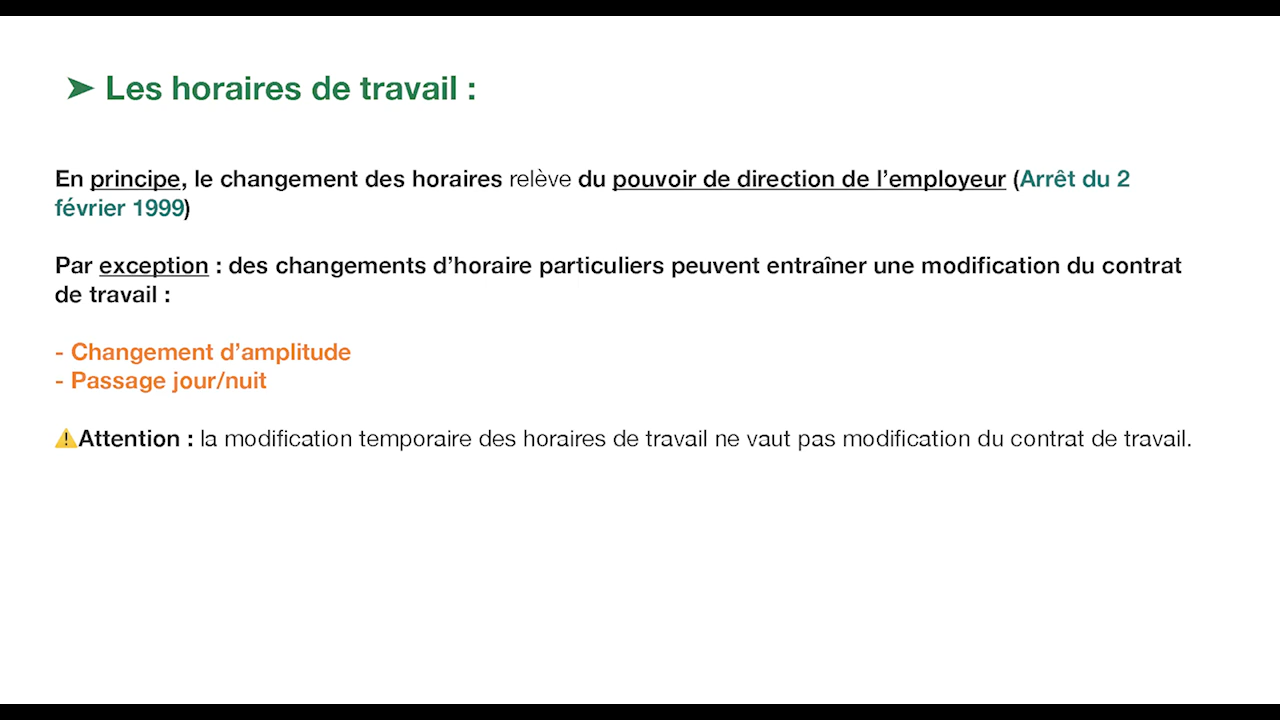 ➤ Les horaires de travail :
En principe, le changement des horaires relève du pouvoir de direction de l’employeur (Arrêt du 2
février 1999)
Par exception : des changements d’horaire particuliers peuvent entraîner une modification du contrat
de travail :
- Changement d’amplitude
- Passage jour/nuit
⚠️Attention : la modification temporaire des horaires de travail ne vaut pas modification du contrat de travail.